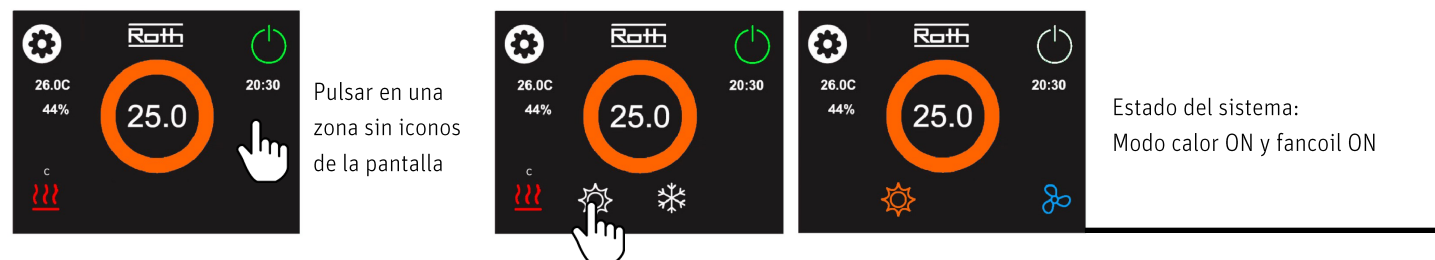 Roth
26.0C
20:30
44%
25.0
C
Pulsar en una
zona sin iconos
de la pantalla
Roth
26.0C
20:30
44%
25.0
C
Roth
26.0C
20:30
44%
25.0
Estado del sistema:
Modo calor ON y fancoil ON